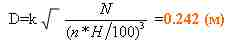 D=k√ N/(n*H/100)³ =0.242 (м)